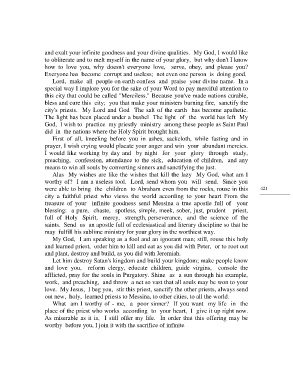 and exalt your infinite goodness and your divine qualities. My God, I would like
to obliterate and to melt myself in the name of your glory, but why don't I know
how to love you, why doesn't everyone love, serve, obey, and please you?
Everyone has become corrupt and useless; not even one person is doing good.
Lord, make all people on earth confess and praise your divine name. In a
special way I implore you for the sake of your Word to pay merciful attention to
this city that could be called "Merciless." Because you've made nations curable,
bless and cure this city; you that make your ministers burning fire, sanctify the
city's priests. My Lord and God The salt of the earth has become apathetic.
The light has been placed under a bushel The light of the world has left My
God, I wish to practice my priestly ministry among these people as Saint Paul
did in the nations where the Holy Spirit brought him.
First of all, kneeling before you in ashes, sackcloth, while fasting and in
prayer, I wish crying would placate your anger and win your abundant mercies.
I would like working by day and by night for your glory through study,
preaching, confession, attendance to the sick, education of children, and any
means to win all souls by converting sinners and sanctifying the just.
Alas My wishes are like the wishes that kill the lazy My God, what am I
worthy of? I am a useless tool. Lord, send whom you will send. Since you
were able to bring the children to Abraham even from the rocks, rouse in this
city a faithful priest who views the world according to your heart From the
treasure of your infinite goodness send Messina a true apostle full of your
blessing: a pure, chaste, spotless, simple, meek, sober, just, prudent priest,
full of Holy Spirit, mercy, strength, perseverance, and the science of the
saints. Send us an apostle full of ecclesiastical and literary discipline so that he
may fulfill his sublime ministry for your glory in the worthiest way.
My God, I am speaking as a fool and an ignorant man; still, rouse this holy
and learned priest, order him to kill and eat as you did with Peter, or to root out
and plant, destroy and build, as you did with Jeremiah.
Let him destroy Satan's kingdom and build your kingdom; make people know
and love you, reform clergy, educate children, guide virgins, console the
afflicted, pray for the souls in Purgatory. Shine as a sun through his example,
work, and preaching, and throw a net so vast that all souls may be won to your
love. My Jesus, I beg you, stir this priest, sanctify the other priests, always send
out new, holy, learned priests to Messina, to other cities, to all the world.
What am I worthy of - me, a poor sinner? If you want my life in the
place of the priest who works according to your heart, I give it up right now.
As miserable as it is, I still offer my life. In order that this offering may be
worthy before you, I join it with the sacrifice of infinite